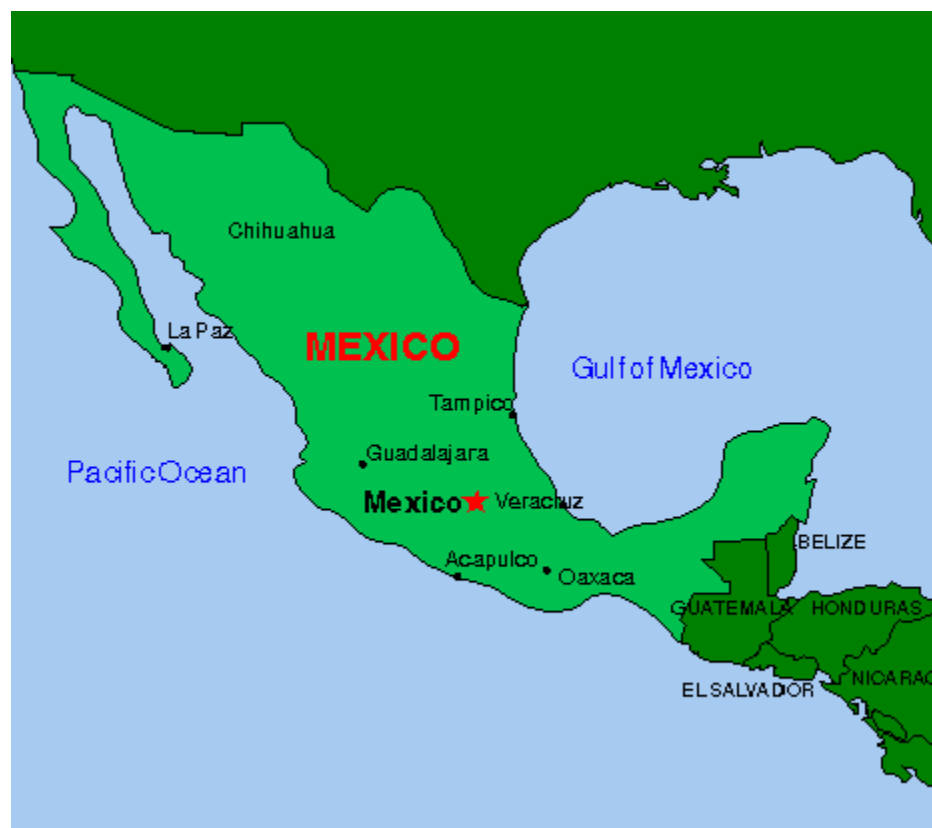 Chihuahua
La Paz
MEXICO
Gulf of Mexico
Tampico
Guadalajara
Pacific Ocean
Mexico
Veracruz
BELIZE
Acapulco
Oaxaca
GUATEMALA
HONDURAS
NICARAG
EL SALVADOR